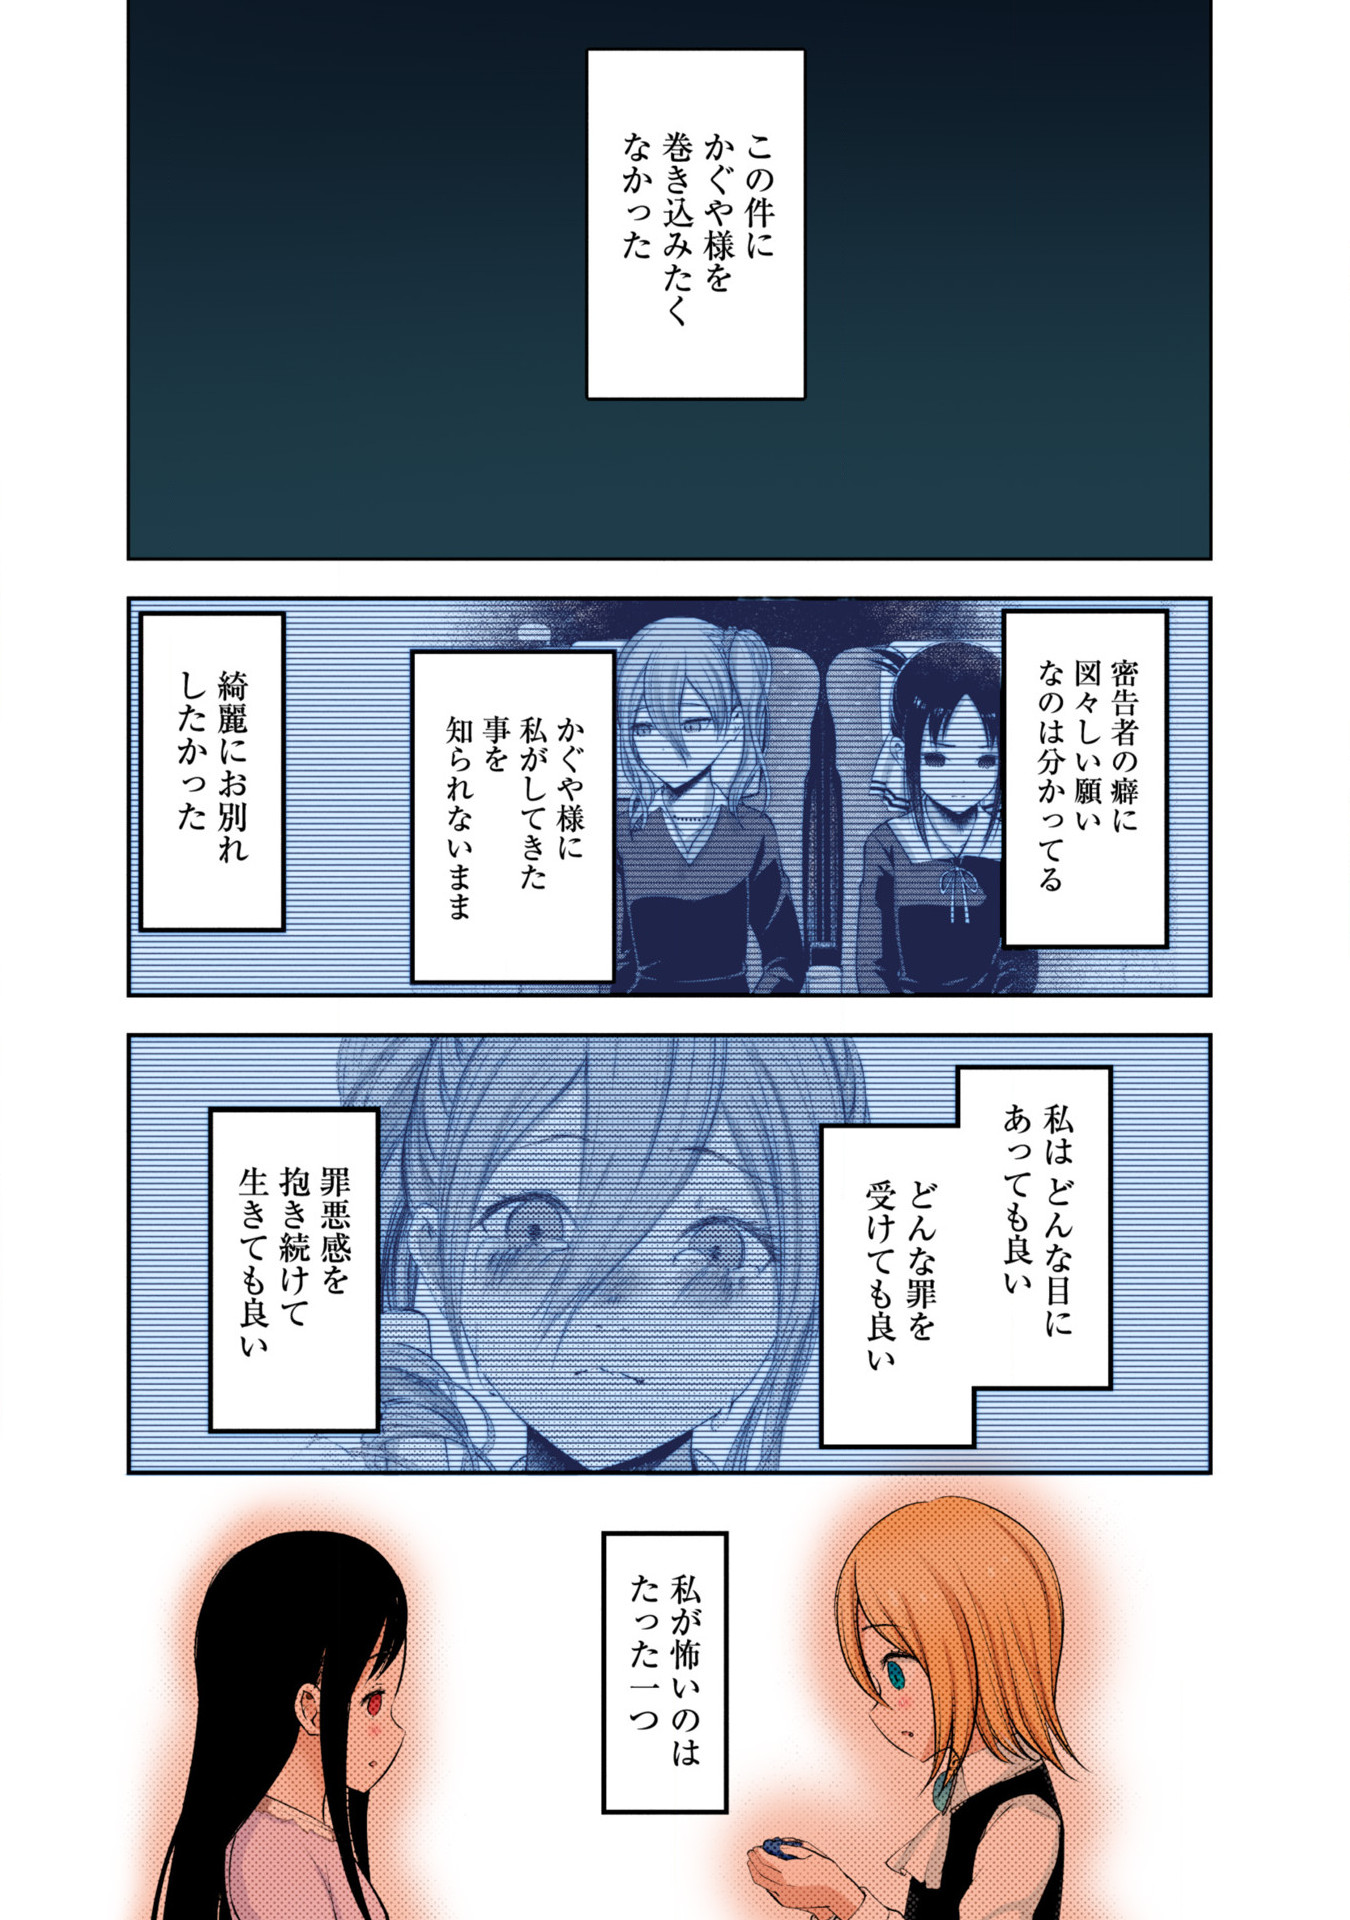 この件に
かぐや様を
巻き込みたく
なかった
密告者の癖に
図々しい願い
なのは分かってる
かぐや様に
私がしてきた
事を
知られないまま
綺麗にお別れ
したかった
私は どんな目に
あっても良い
どんな罪を
受けても良い
罪悪感を
抱き続けて
生きても良い
私が怖いのは
たった一つ